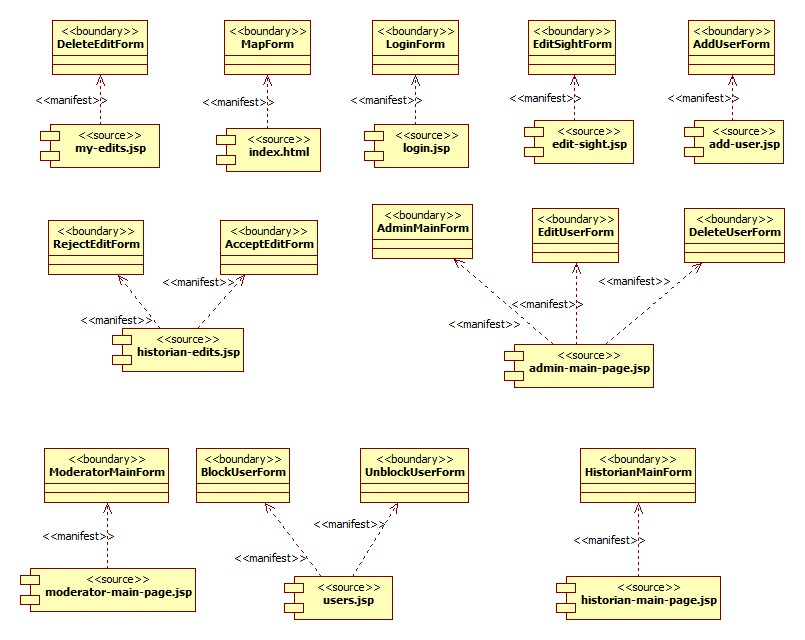 <<boundary>>
DeleteEditForm
<<boundary>>
MapForm
<<boundary>>
LoginForm
<<boundary>>
EditSightForm
<<boundary>>
AddUserForm
<<manifest>>
<<manifest>>
<<manifest>>
<<manifest>>
<<manifest>>
<<source>>
my-edits.jsp
<<source>>
index.html
<<source>>
login.jsp
<<source>>
edit-sight.jsp
<<source>>
add-user.jsp
<<boundary>>
RejectEditForm
<<boundary>>
AcceptEditForm
<<boundary>>
AdminMainForm
<<boundary>>
EditUserForm
<<boundary>>
DeleteUserForm
<<manifest>>
<<manifest>>
<<manifest>>
<<manifest>>
<<manifest>>
<<source>>
historian-edits.jsp
<<source>>
admin-main-page.jsp
<<boundary>>
ModeratorMainForm
<<boundary>>
BlockUserForm
<<boundary>>
UnblockUserForm
<<boundary>>
HistorianMainForm
<<manifest>>
<<manifest>>
<<manifest>>
<<manifest>>
<<source>>
moderator-main-page.jsp
<<source>>
users.jsp
<<source>>
historian-main-page.jsp